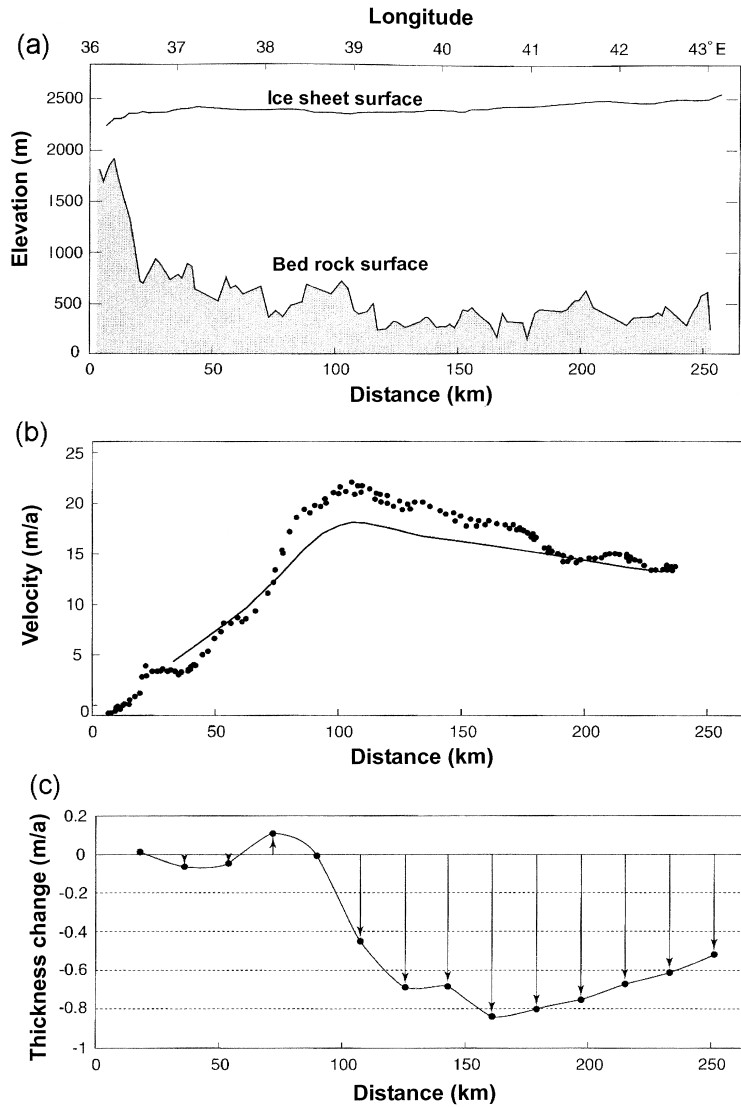 Longitude
(a)
36 37 38 39 40 41 42 43°E
Ice sheet surface
Bed rock surface
Elevation (m)
2500
2000
1500
1000
500
0
0 50 100 150 200 250
Distance (km)
(b)
Velocity (m/a)
25
20
15
10
5
0
0 50 100 150 200 250
Distance (km)
(c)
Thickness change (m/a)
0.2
0
-0.2
-0.4
-0.6
-0.8
-1
0 50 100 150 200 250
Distance (km)